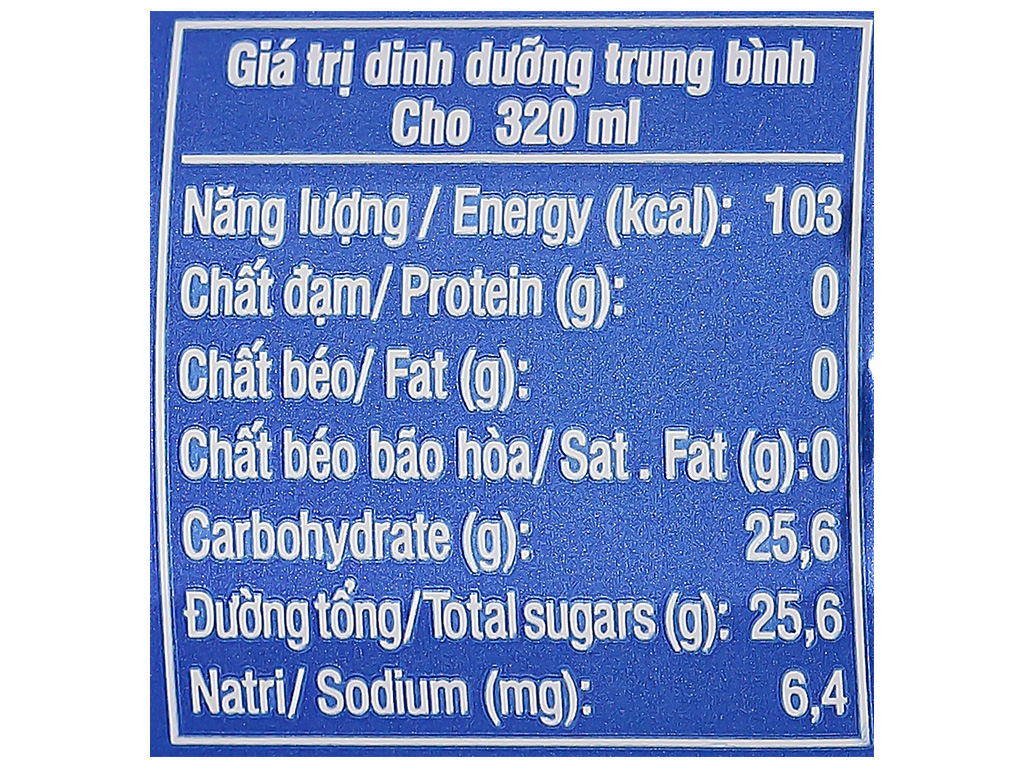 Giá trị dinh dưỡng trung bình
Cho 320 ml
Năng lượng / Energy (kcal): 103
Chất đạm/ Protein (g): 0
Chất béo/ Fat (g): 0
Chất béo bão hòa/ Sat . Fat (g):0
Carbohydrate (g): 25,6
Đường tổng/Total sugars (g): 25,6
Natri/ Sodium (mg): 6,4